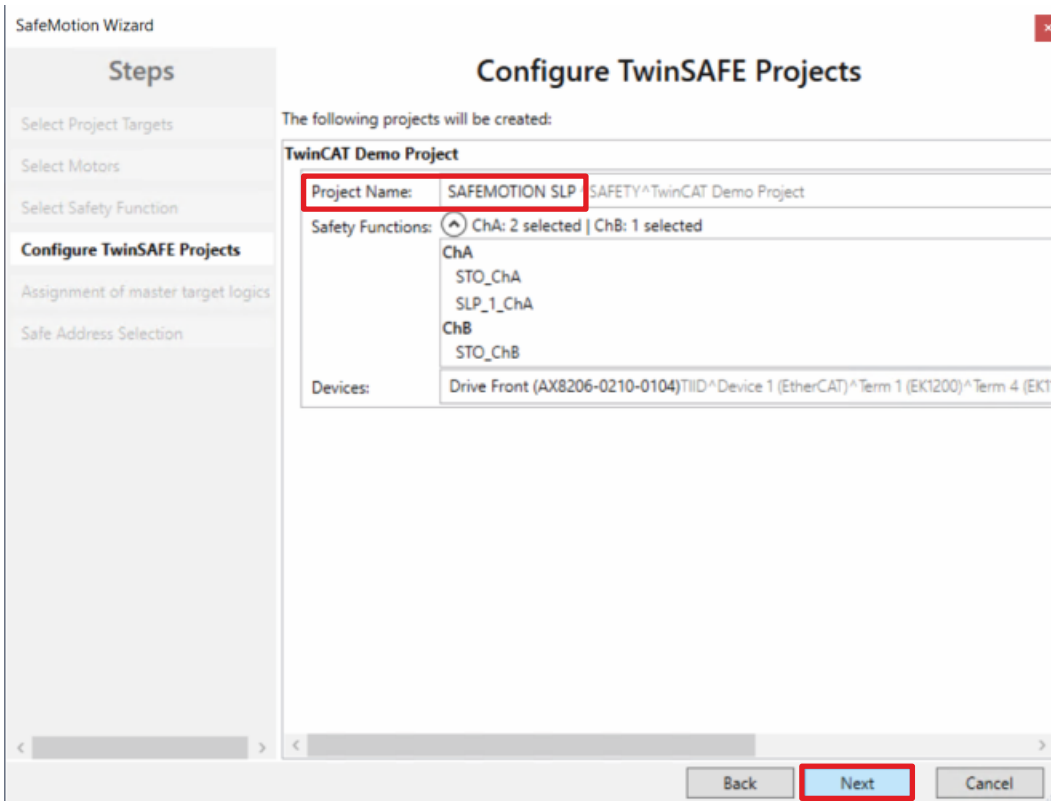 SafeMotion Wizard
Steps
Select Project Targets
Select Motors
Select Safety Function
Configure TwinSAFE Projects
Assignment of master target logics
Safe Address Selection
Configure TwinSAFE Projects
The following projects will be created:
TwinCAT Demo Project
Project Name: SAFEMOTION SLP ^SAFETY^TwinCAT Demo Project
Safety Functions: ChA: 2 selected | ChB: 1 selected
ChA
STO_ChA
SLP_1_ChA
ChB
STO_ChB
Devices: Drive Front (AX8206-0210-0104)TIID^Device 1 (EtherCAT)^Term 1 (EK1200)^Term 4 (EK1
Back Next Cancel